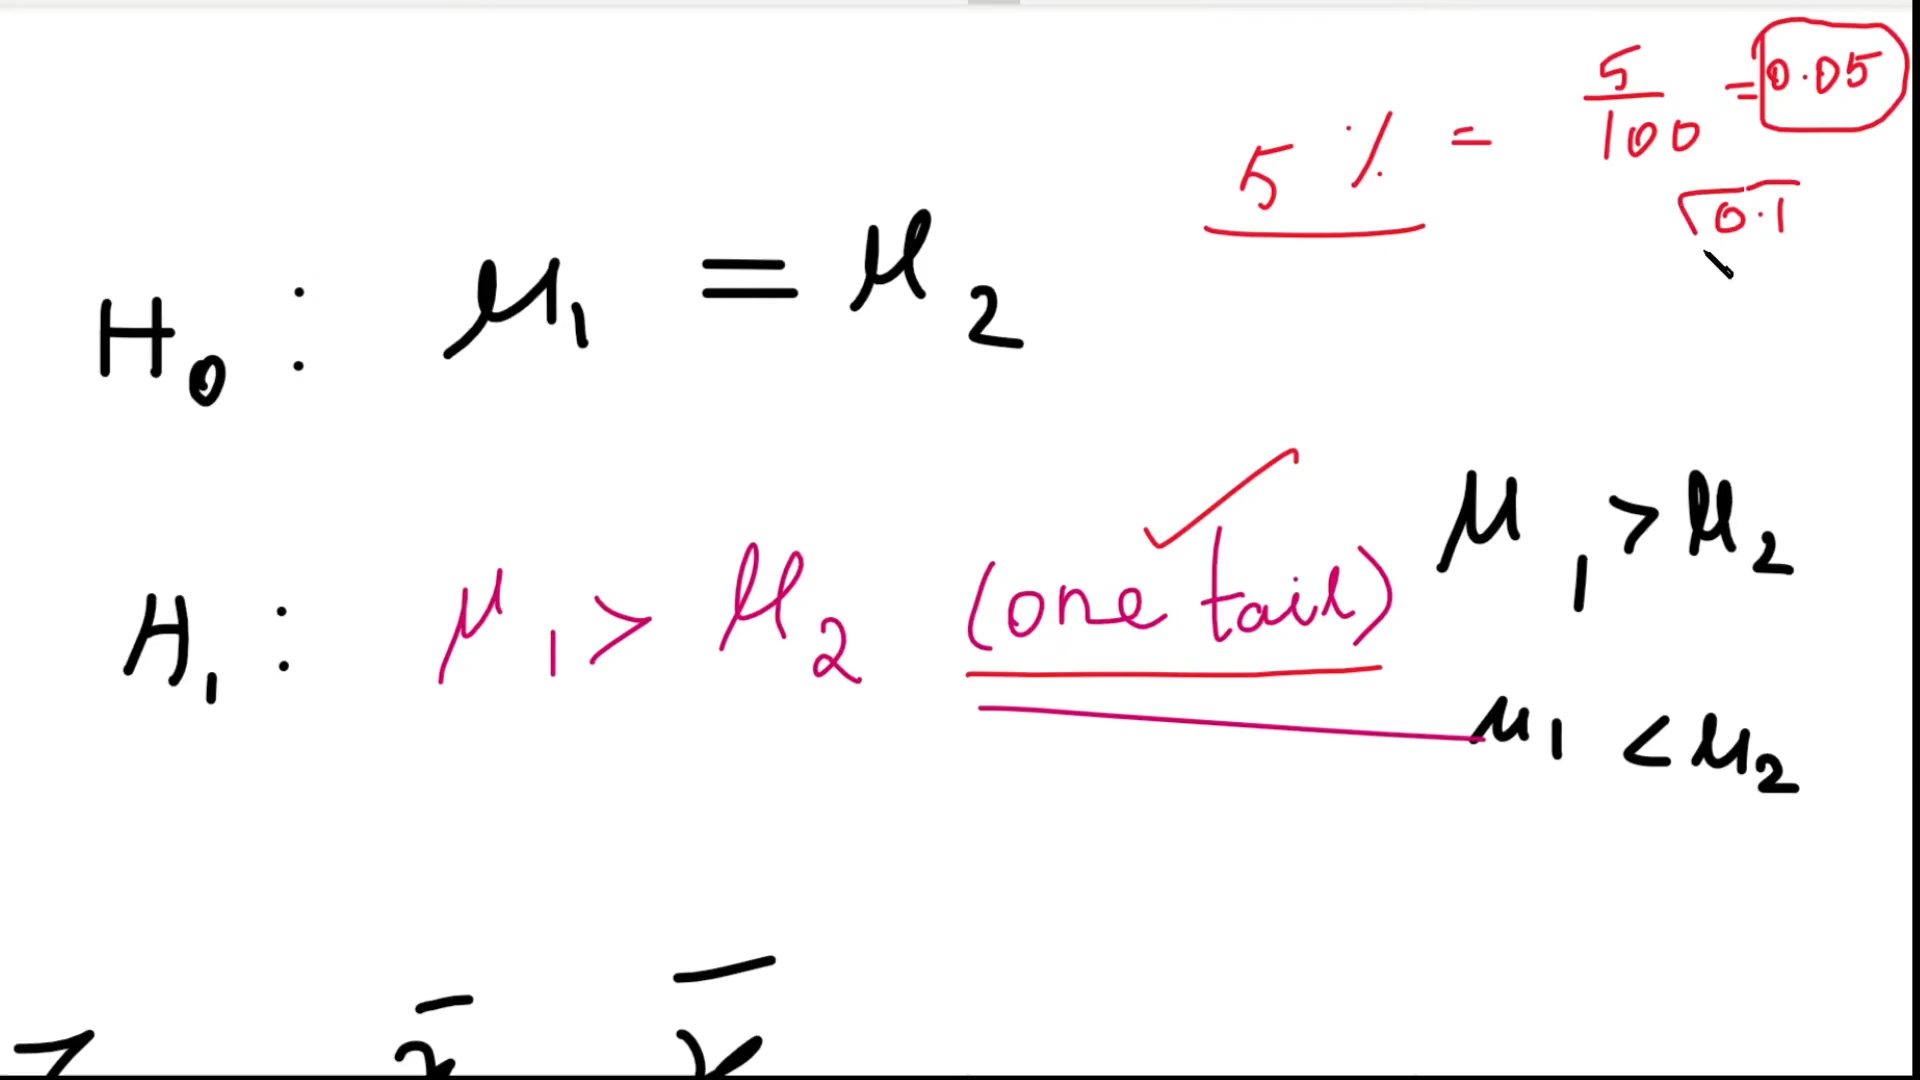 5 % = 5/100 = 0.05
0.1
H₀ : μ₁ = μ₂
μ₁ > μ₂
H₁ : μ₁ > μ₂ (one tail)
μ₁ < μ₂